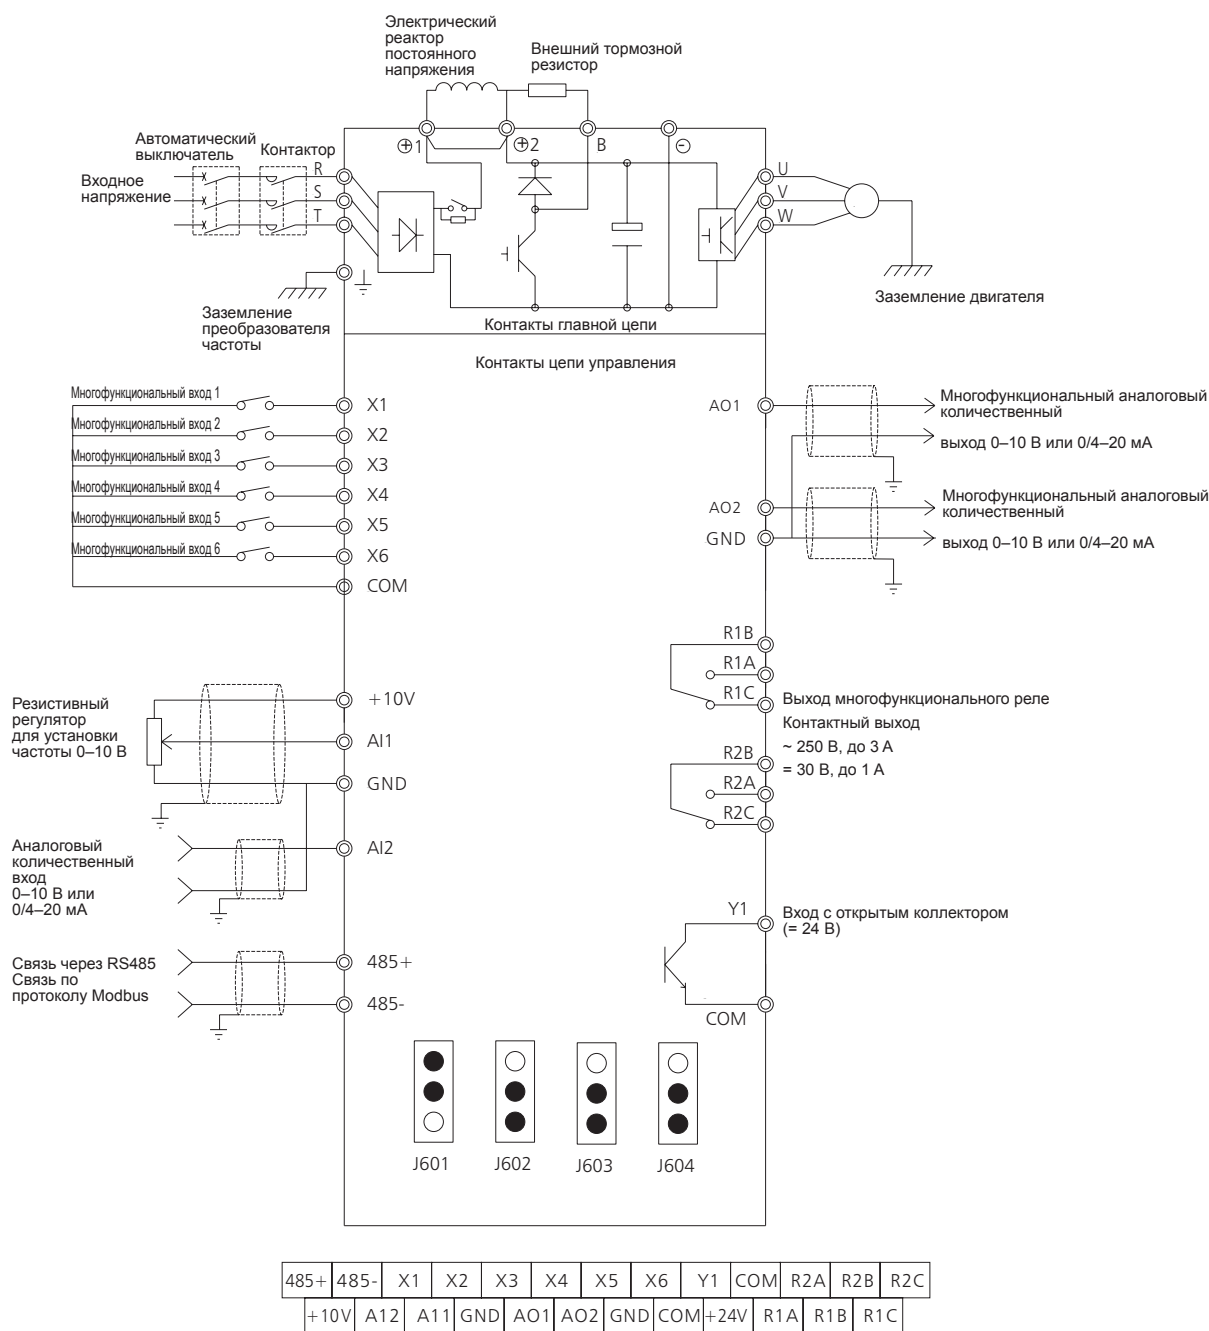 Электрический
реактор
постоянного
напряжения
Внешний тормозной
резистор
Автоматический
выключатель
Контактор
Входное
напряжение
R
S
T
1
2
B
U
V
W
Заземление
преобразователя
частоты
Заземление двигателя
Контакты главной цепи
Контакты цепи управления
Многофункциональный вход 1
X1
Многофункциональный вход 2
X2
Многофункциональный вход 3
X3
Многофункциональный вход 4
X4
Многофункциональный вход 5
X5
Многофункциональный вход 6
X6
COM
AO1
Многофункциональный аналоговый
количественный
выход 0–10 В или 0/4–20 мА
AO2
GND
Многофункциональный аналоговый
количественный
выход 0–10 В или 0/4–20 мА
R1B
R1A
R1C
R2B
R2A
R2C
Выход многофункционального реле
Контактный выход
~ 250 В, до 3 А
= 30 В, до 1 А
Резистивный
регулятор
для установки
частоты 0–10 В
+10V
AI1
GND
Аналоговый
количественный
вход
0–10 В или
0/4–20 мА
AI2
Y1
Вход с открытым коллектором
(= 24 В)
COM
Связь через RS485
Связь по
протоколу Modbus
485+
485-
J601 J602 J603 J604
485+ 485- X1 X2 X3 X4 X5 X6 Y1 COM R2A R2B R2C
+10V A12 A11 GND AO1 AO2 GND COM +24V R1A R1B R1C